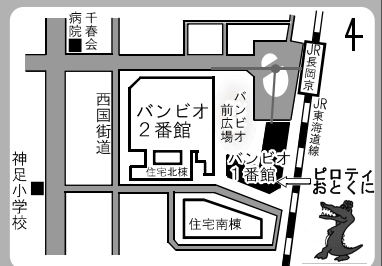 千春会
病院
4
JR
長岡京
JR東海道線
西国街道
バンビオ
2番館
バンビオ
前広場
住宅北棟
バンビオ
1番館
ピロティ
おとくに
神足小学校
住宅南棟